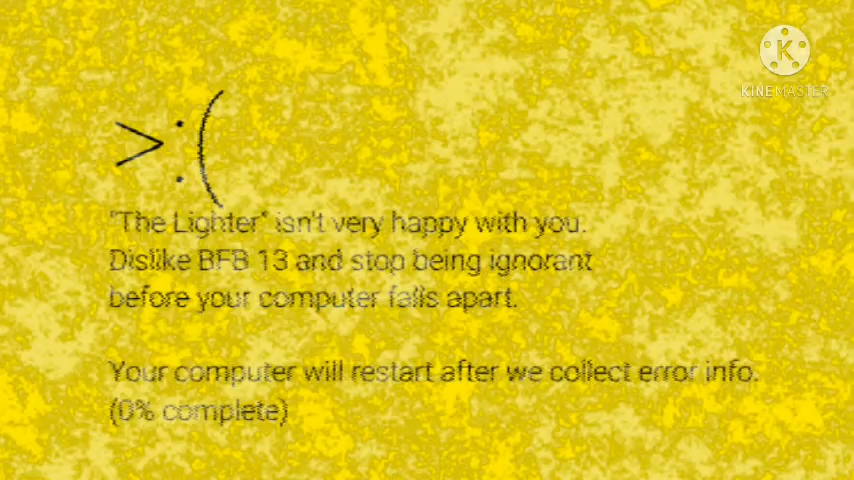 K
KINEMASTER
>:(
"The Lighter" isn't very happy with you.
Dislike BFB 13 and stop being ignorant
before your computer falls apart.
Your computer will restart after we collect error info.
(0% complete)